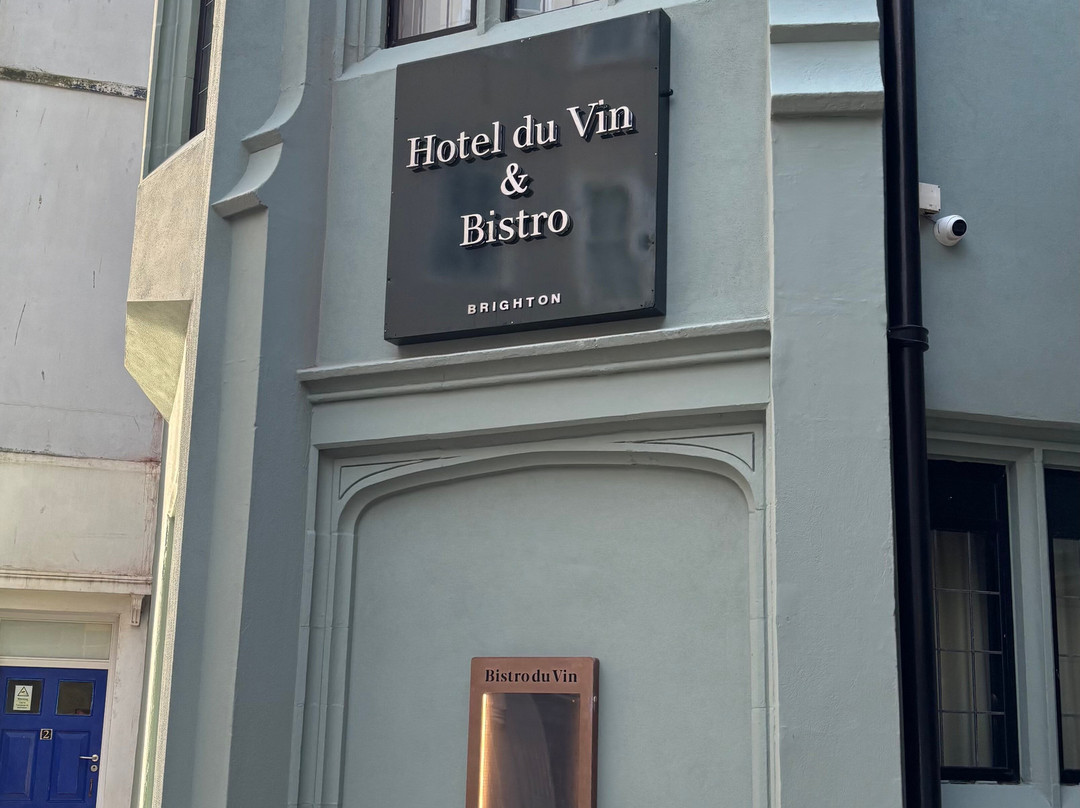 Hotel du Vin
&
Bistro
BRIGHTON
Bistro du Vin
2